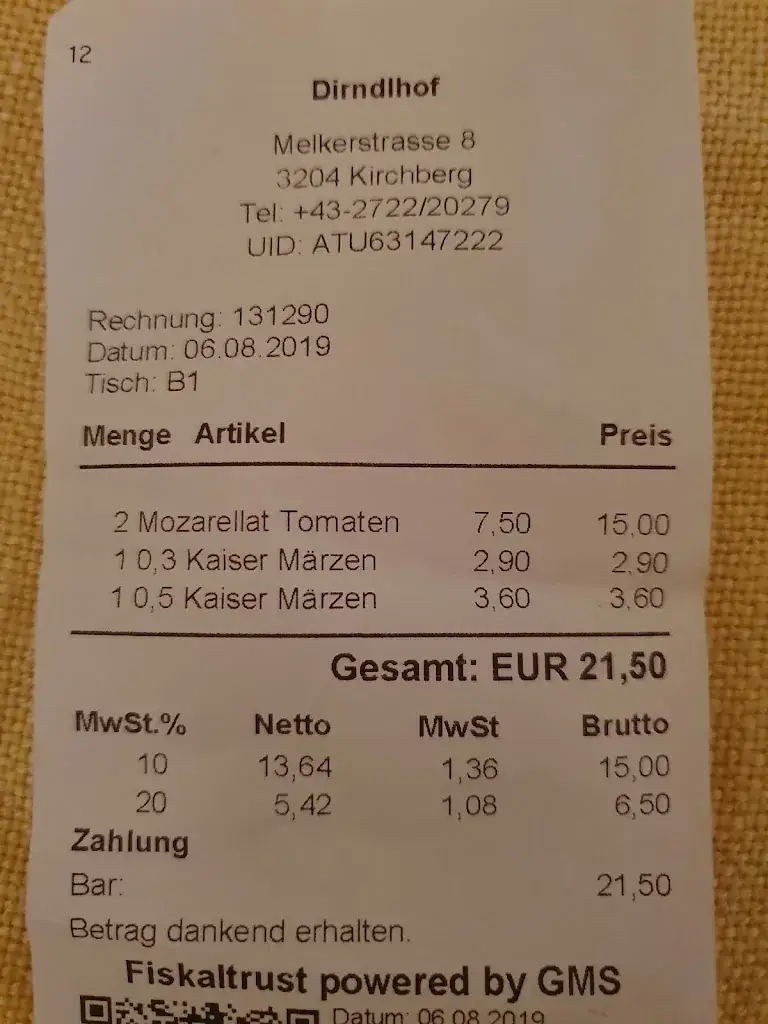 12
Dirndlhof
Melkerstrasse 8
3204 Kirchberg
Tel: +43-2722/20279
UID: ATU63147222
Rechnung: 131290
Datum: 06.08.2019
Tisch: B1
Menge Artikel Preis
2 Mozarellat Tomaten 7,50 15,00
1 0,3 Kaiser Märzen 2,90 2,90
1 0,5 Kaiser Märzen 3,60 3,60
Gesamt: EUR 21,50
MwSt.% Netto MwSt Brutto
10 13,64 1,36 15,00
20 5,42 1,08 6,50
Zahlung
Bar: 21,50
Betrag dankend erhalten.
Fiskaltrust powered by GMS
Datum: 06.08.2019